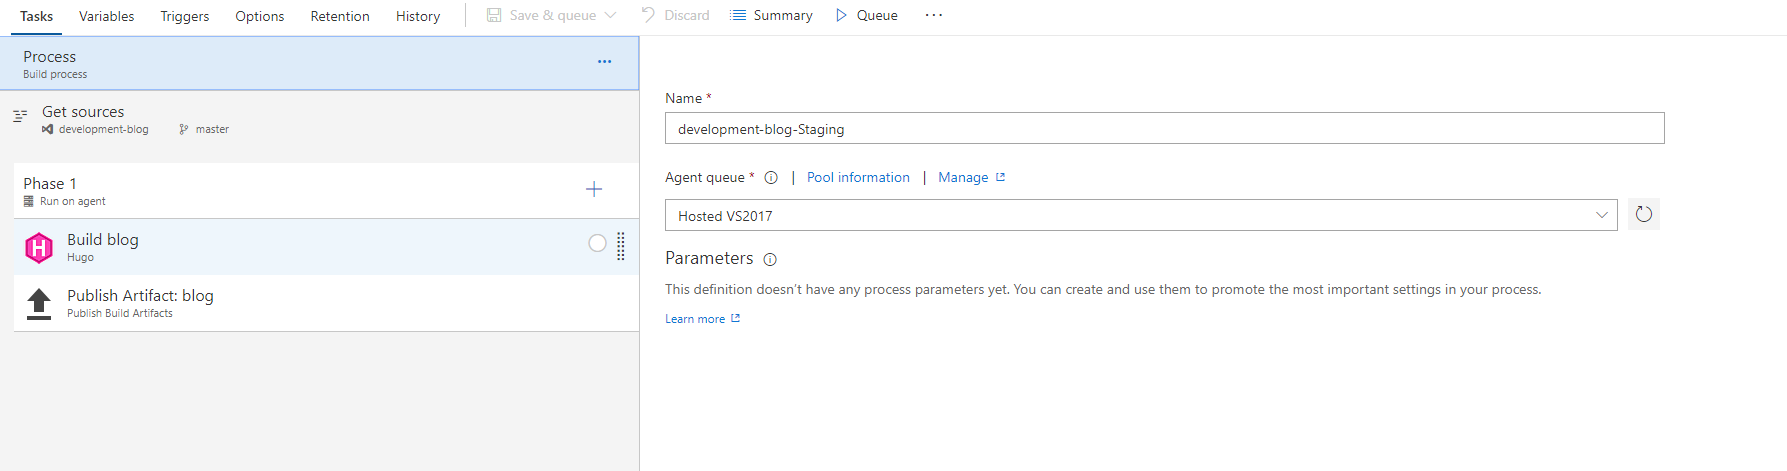 Tasks Variables Triggers Options Retention History Save & queue Discard Summary Queue ...
Process
Build process
Get sources
development-blog master
Phase 1
Run on agent
Build blog
Hugo
Publish Artifact: blog
Publish Build Artifacts
Name *
development-blog-Staging
Agent queue * | Pool information | Manage
Hosted VS2017
Parameters
This definition doesn't have any process parameters yet. You can create and use them to promote the most important settings in your process.
Learn more